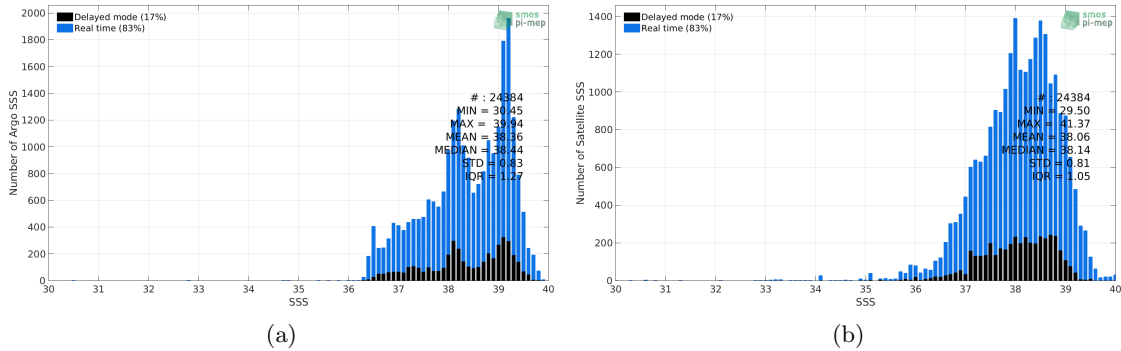 Delayed mode (17%)
Real time (83%)
smos
pi-mep
2000
1800
1600
1400
1200
1000
800
600
400
200
0
Number of Argo SSS
# : 24384
MIN = 30.45
MAX = 39.94
MEAN = 38.36
MEDIAN = 38.44
STD = 0.83
IQR = 1.27
30 31 32 33 34 35 36 37 38 39 40
SSS
(a)
Delayed mode (17%)
Real time (83%)
smos
pi-mep
1400
1200
1000
800
600
400
200
0
Number of Satellite SSS
# : 24384
MIN = 29.50
MAX = 41.37
MEAN = 38.06
MEDIAN = 38.14
STD = 0.81
IQR = 1.05
30 31 32 33 34 35 36 37 38 39 40
SSS
(b)